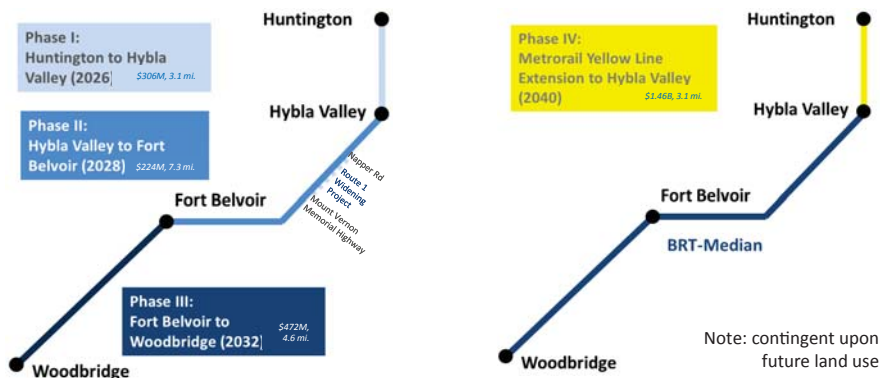 Huntington
Phase I:
Huntington to Hybla
Valley (2026) $306M, 3.1 mi.
Hybla Valley
Phase II:
Hybla Valley to Fort
Belvoir (2028) $224M, 7.3 mi.
Napper Rd
Route 1
Widening
Project
Mount Vernon
Memorial Highway
Fort Belvoir
Phase III:
Fort Belvoir to
Woodbridge (2032)
$472M,
4.6 mi.
Woodbridge
Huntington
Phase IV:
Metrorail Yellow Line
Extension to Hybla Valley
(2040) $1.46B, 3.1 mi.
Hybla Valley
Fort Belvoir
BRT-Median
Woodbridge
Note: contingent upon
future land use